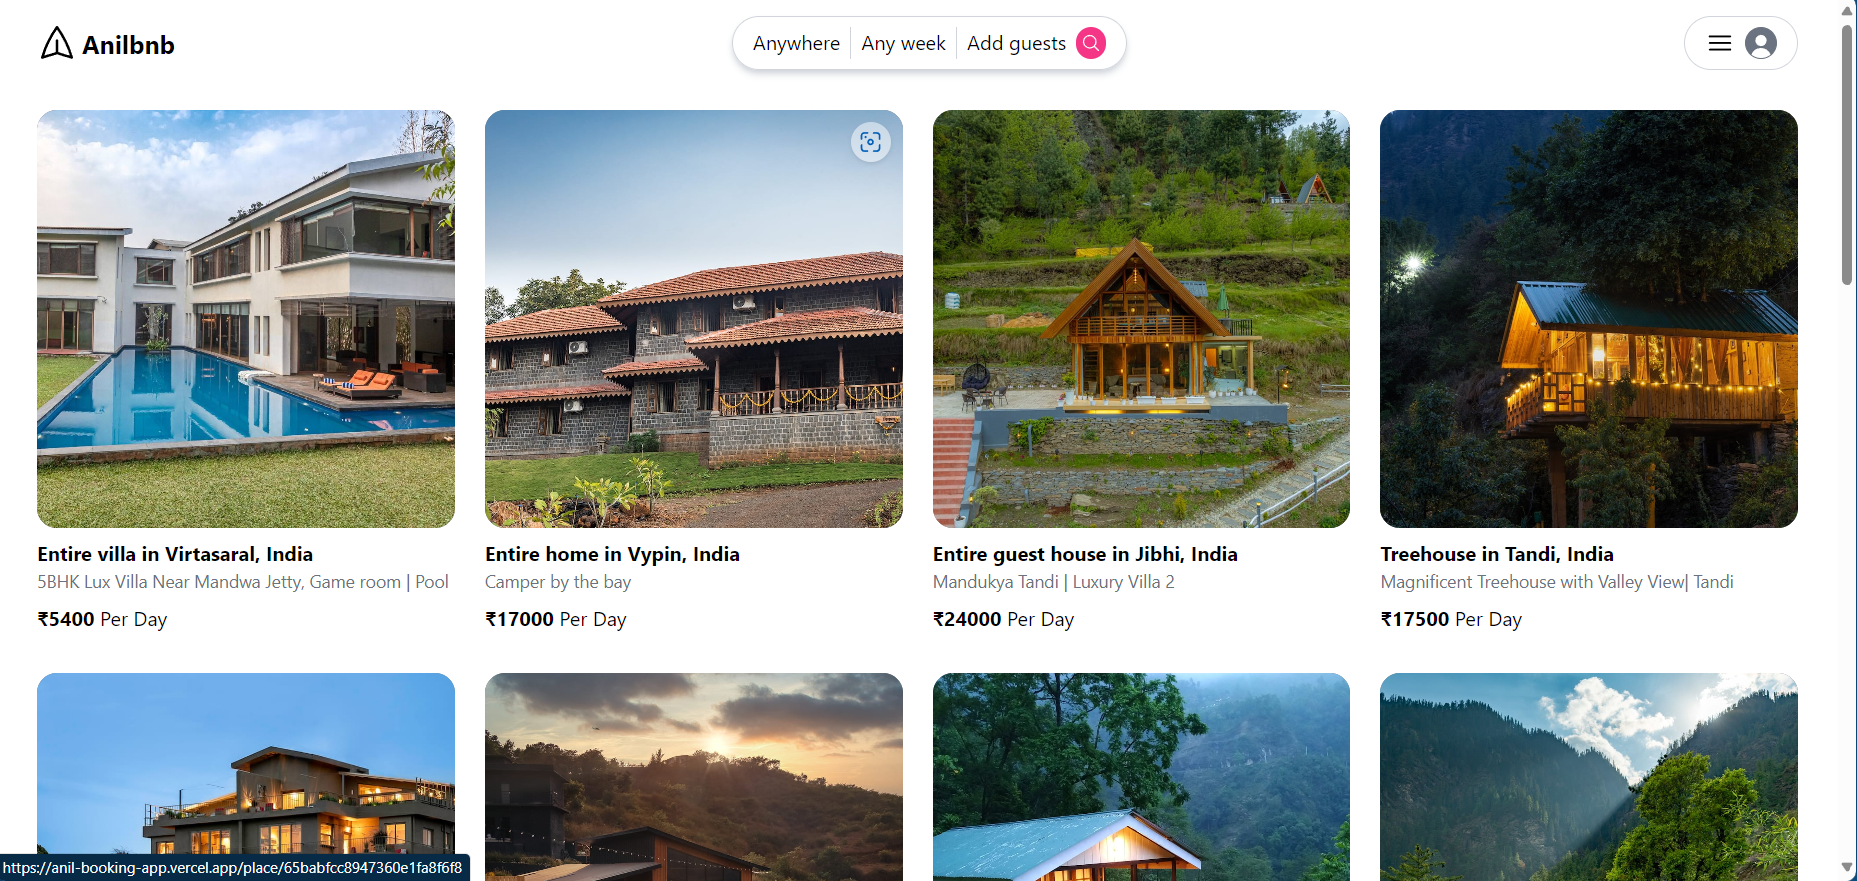 Anilbnb
Anywhere Any week Add guests
Entire villa in Virtasaral, India
5BHK Lux Villa Near Mandwa Jetty, Game room | Pool
₹5400 Per Day
Entire home in Vypin, India
Camper by the bay
₹17000 Per Day
Entire guest house in Jibhi, India
Mandukya Tandi | Luxury Villa 2
₹24000 Per Day
Treehouse in Tandi, India
Magnificent Treehouse with Valley View| Tandi
₹17500 Per Day
https://anil-booking-app.vercel.app/place/65babfcc8947360e1fa8f6f8